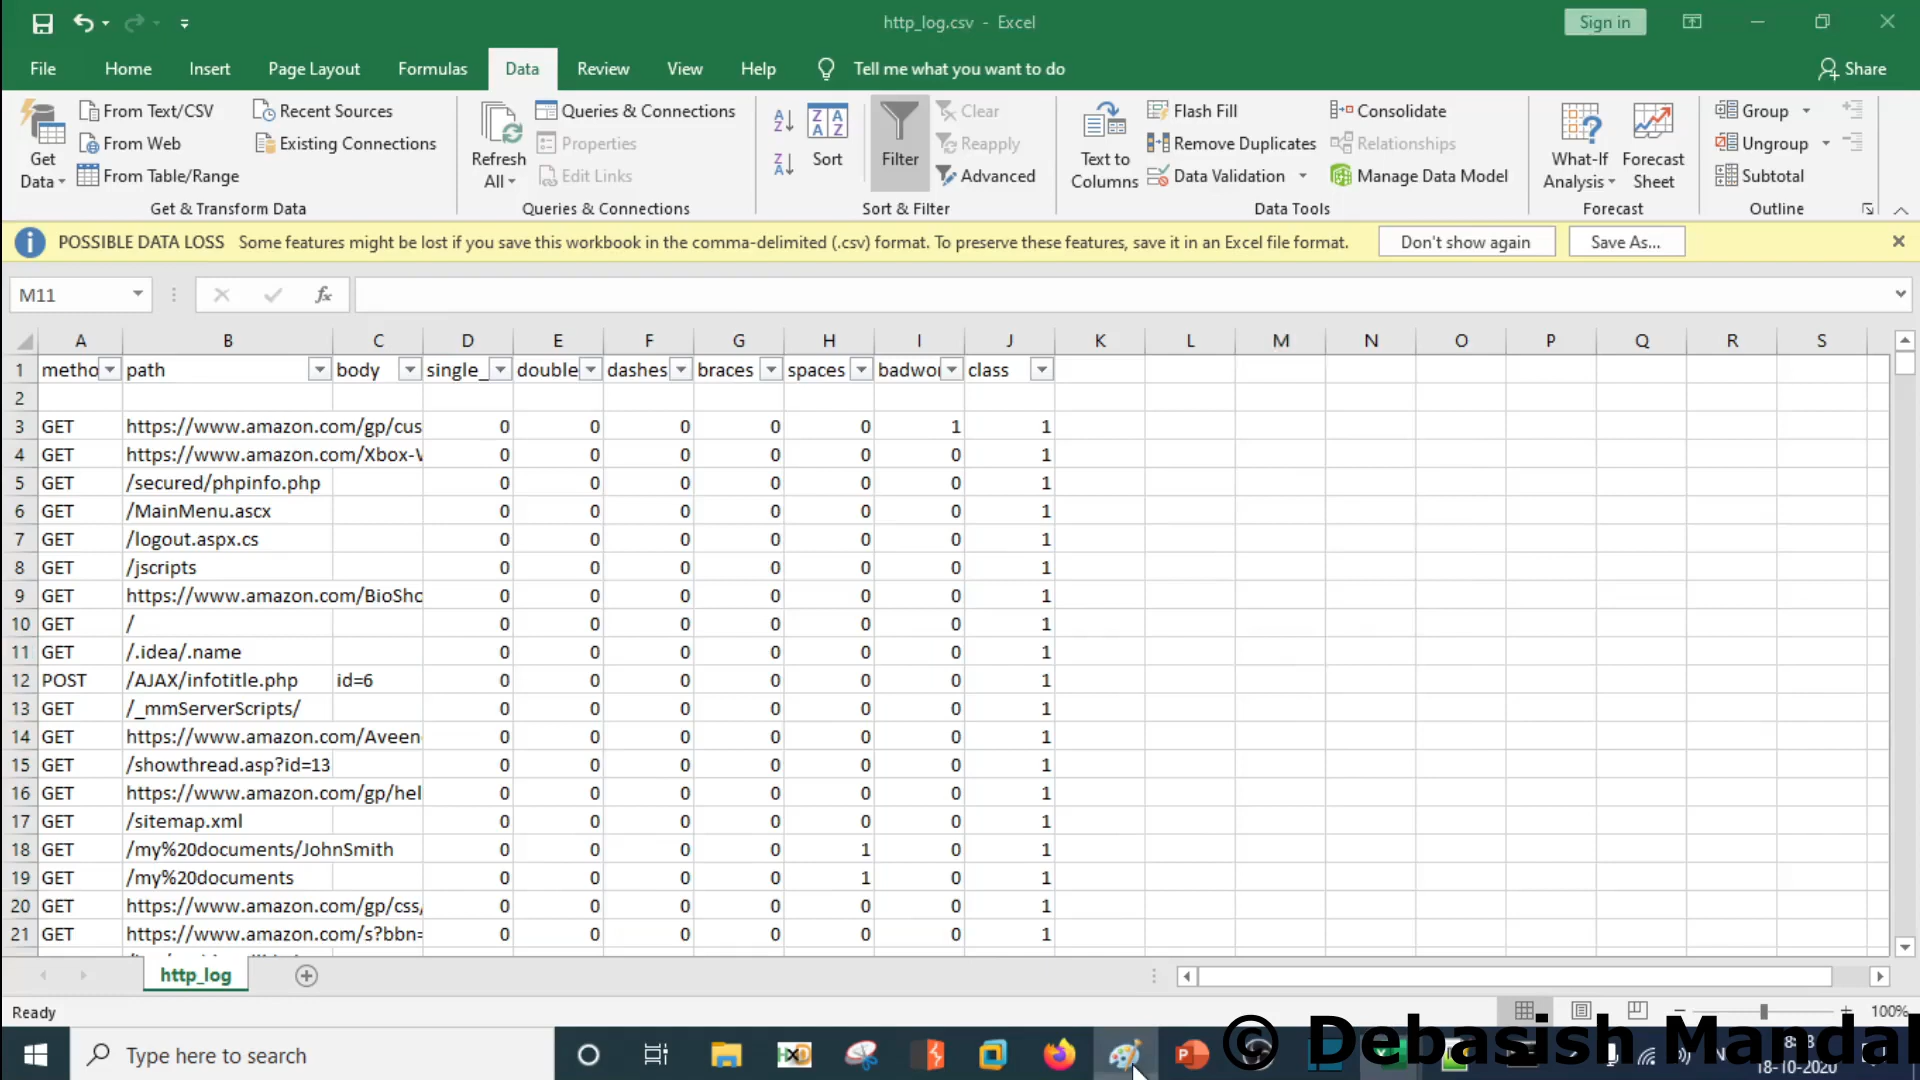 http_log.csv - Excel
Sign in
File Home Insert Page Layout Formulas Data Review View Help Tell me what you want to do Share
Get Data
From Text/CSV
From Web
From Table/Range
Recent Sources
Existing Connections
Get & Transform Data
Refresh All
Queries & Connections
Properties
Edit Links
Queries & Connections
Sort
Filter
Clear
Reapply
Advanced
Sort & Filter
Text to Columns
Flash Fill
Remove Duplicates
Data Validation
Consolidate
Relationships
Manage Data Model
Data Tools
What-If Analysis
Forecast Sheet
Forecast
Group
Ungroup
Subtotal
Outline
POSSIBLE DATA LOSS Some features might be lost if you save this workbook in the comma-delimited (.csv) format. To preserve these features, save it in an Excel file format. Don't show again Save As...
M11 fx
A B C D E F G H I J K L M N O P Q R S
1 metho path body single_ double dashes braces spaces badwor class
2
3 GET https://www.amazon.com/gp/cus 0 0 0 0 0 1 1
4 GET https://www.amazon.com/Xbox-V 0 0 0 0 0 0 1
5 GET /secured/phpinfo.php 0 0 0 0 0 0 1
6 GET /MainMenu.ascx 0 0 0 0 0 0 1
7 GET /logout.aspx.cs 0 0 0 0 0 0 1
8 GET /jscripts 0 0 0 0 0 0 1
9 GET https://www.amazon.com/BioSho 0 0 0 0 0 0 1
10 GET / 0 0 0 0 0 0 1
11 GET /.idea/.name 0 0 0 0 0 0 1
12 POST /AJAX/infotitle.php id=6 0 0 0 0 0 0 1
13 GET /_mmServerScripts/ 0 0 0 0 0 0 1
14 GET https://www.amazon.com/Aveen 0 0 0 0 0 0 1
15 GET /showthread.asp?id=13 0 0 0 0 0 0 1
16 GET https://www.amazon.com/gp/hel 0 0 0 0 0 0 1
17 GET /sitemap.xml 0 0 0 0 0 0 1
18 GET /my%20documents/JohnSmith 0 0 0 0 1 0 1
19 GET /my%20documents 0 0 0 0 1 0 1
20 GET https://www.amazon.com/gp/css/ 0 0 0 0 0 0 1
21 GET https://www.amazon.com/s?bbn= 0 0 0 0 0 0 1
http_log
Ready 100%
© Debasish Mandal
Type here to search
18-10-2020